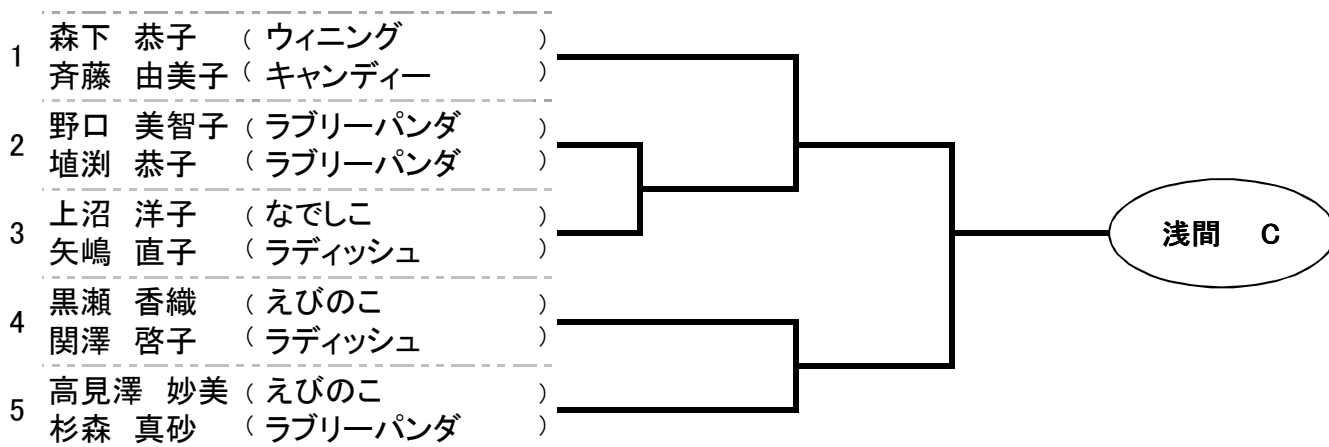 1
森下　恭子　（ ウィニング　）
斉藤　由美子（ キャンディー　）
2
野口　美智子（ ラブリーパンダ　）
埴渕　恭子　（ ラブリーパンダ　）
3
上沼　洋子　（ なでしこ　）
矢嶋　直子　（ ラディッシュ　）
4
黒瀬　香織　（ えびのこ　）
関澤　啓子　（ ラディッシュ　）
5
高見澤　妙美（ えびのこ　）
杉森　真砂　（ ラブリーパンダ　）
浅間　C